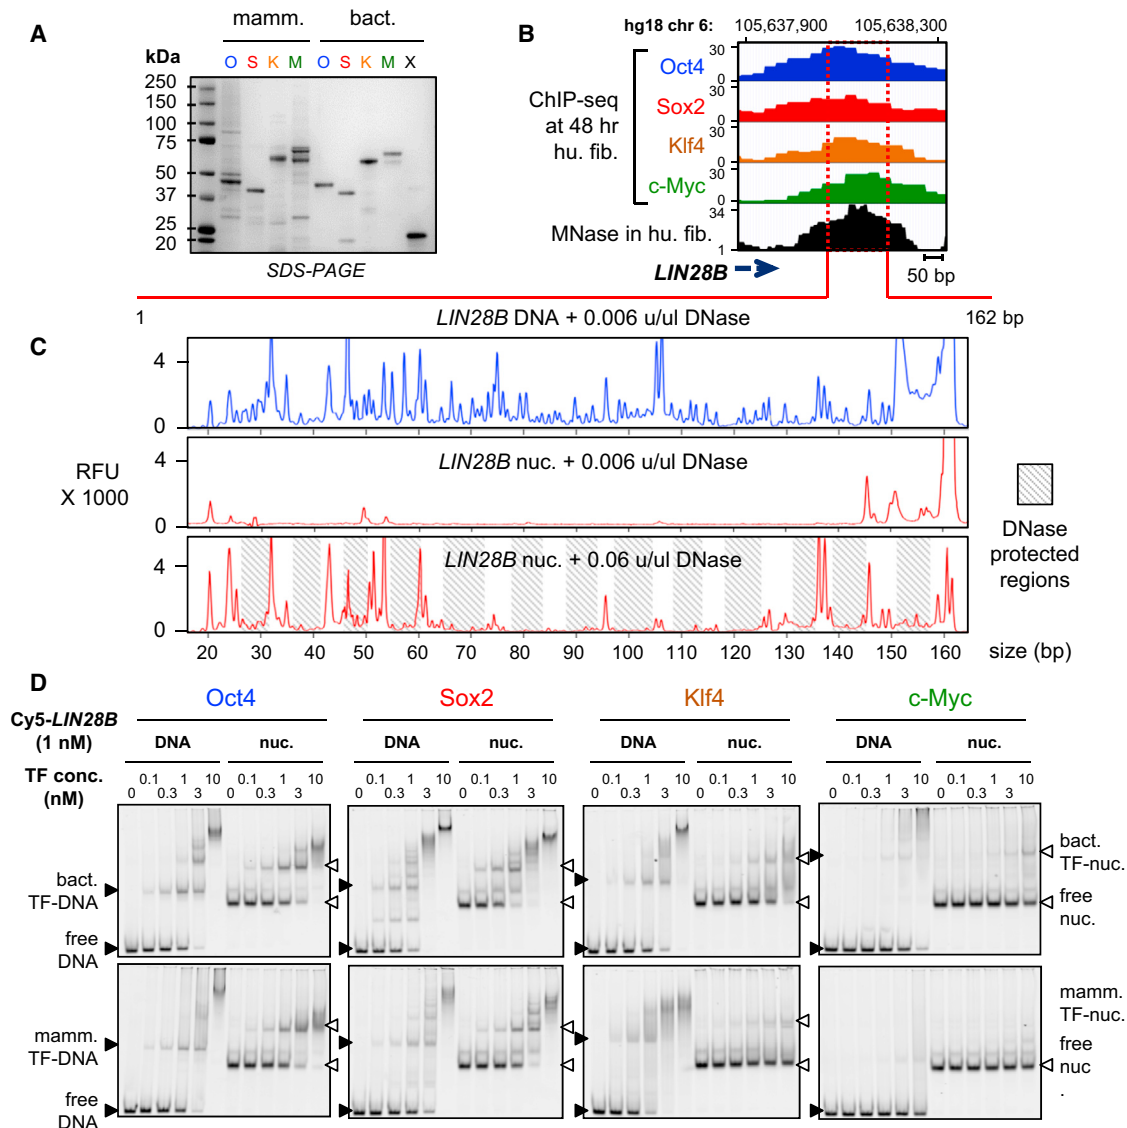 A
mamm. bact.
kDa
O S K M O S K M X
250
150
100
75
50
37
25
20
SDS-PAGE
B
hg18 chr 6: 105,637,900 105,638,300
ChIP-seq
at 48 hr
hu. fib.
Oct4
30
0
Sox2
30
0
Klf4
30
0
c-Myc
30
0
MNase in hu. fib.
34
1
LIN28B
50 bp
1
LIN28B DNA + 0.006 u/ul DNase
162 bp
C
4
0
LIN28B nuc. + 0.006 u/ul DNase
4
0
RFU
X 1000
LIN28B nuc. + 0.06 u/ul DNase
4
0
DNase
protected
regions
20 30 40 50 60 70 80 90 100 110 120 130 140 150 160 size (bp)
D
Oct4 Sox2 Klf4 c-Myc
Cy5-LIN28B
(1 nM)
DNA nuc. DNA nuc. DNA nuc. DNA nuc.
TF conc.
(nM)
0.1 1 10 0.1 1 10 0.1 1 10 0.1 1 10 0.1 1 10 0.1 1 10 0.1 1 10 0.1 1 10
0 0.3 3 0 0.3 3 0 0.3 3 0 0.3 3 0 0.3 3 0 0.3 3 0 0.3 3 0 0.3 3
bact.
TF-DNA
free
DNA
bact.
TF-nuc.
free
nuc.
mamm.
TF-DNA
free
DNA
mamm.
TF-nuc.
free
nuc
.